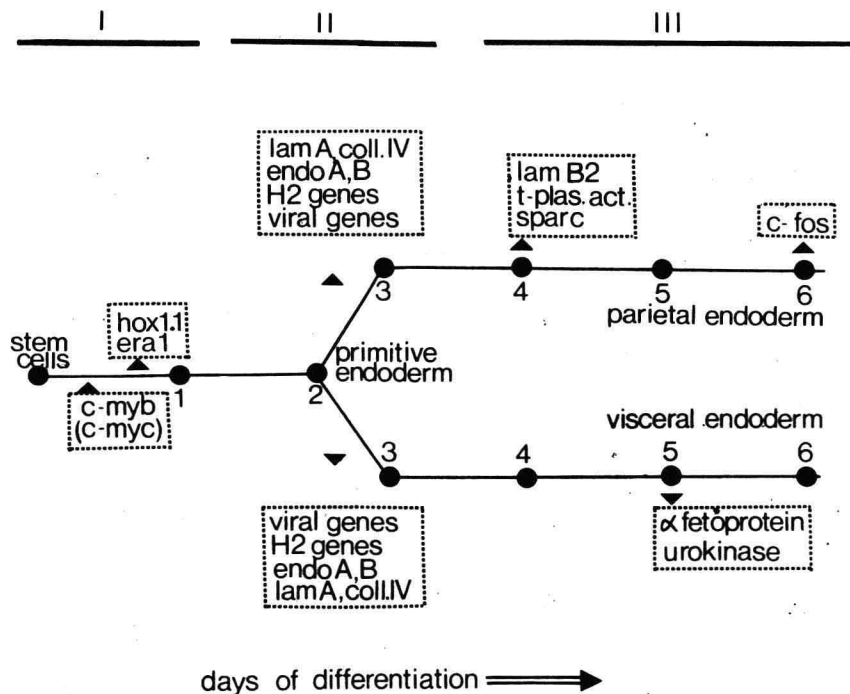 I
II
III
lam A, coll. IV
endo A,B
H2 genes
viral genes
lam B2
t-plas. act.
sparc
c-fos
3
4
5
6
parietal endoderm
hox1.1
era1
stem
cells
1
2
primitive
endoderm
c-myb
(c-myc)
visceral endoderm
3
4
5
6
viral genes
H2 genes
endo A,B
lam A, coll.IV
αfetoprotein
urokinase
days of differentiation